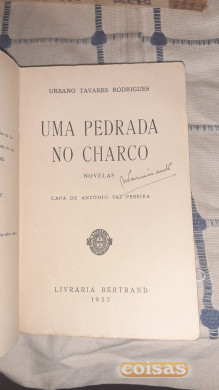 URBANO TAVARES RODRIGUES
UMA PEDRADA
NO CHARCO
NOVELAS
CAPA DE ANTÓNIO VAZ PEREIRA
LIVRARIA BERTRAND
1957
coisas